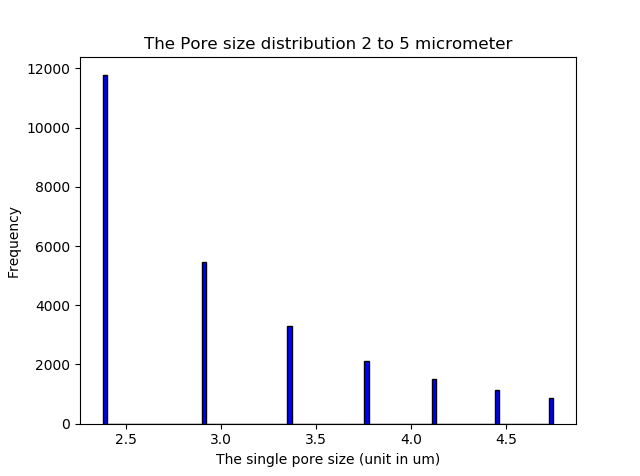 The Pore size distribution 2 to 5 micrometer
12000
10000
8000
6000
4000
2000
0
Frequency
2.5 3.0 3.5 4.0 4.5
The single pore size (unit in um)